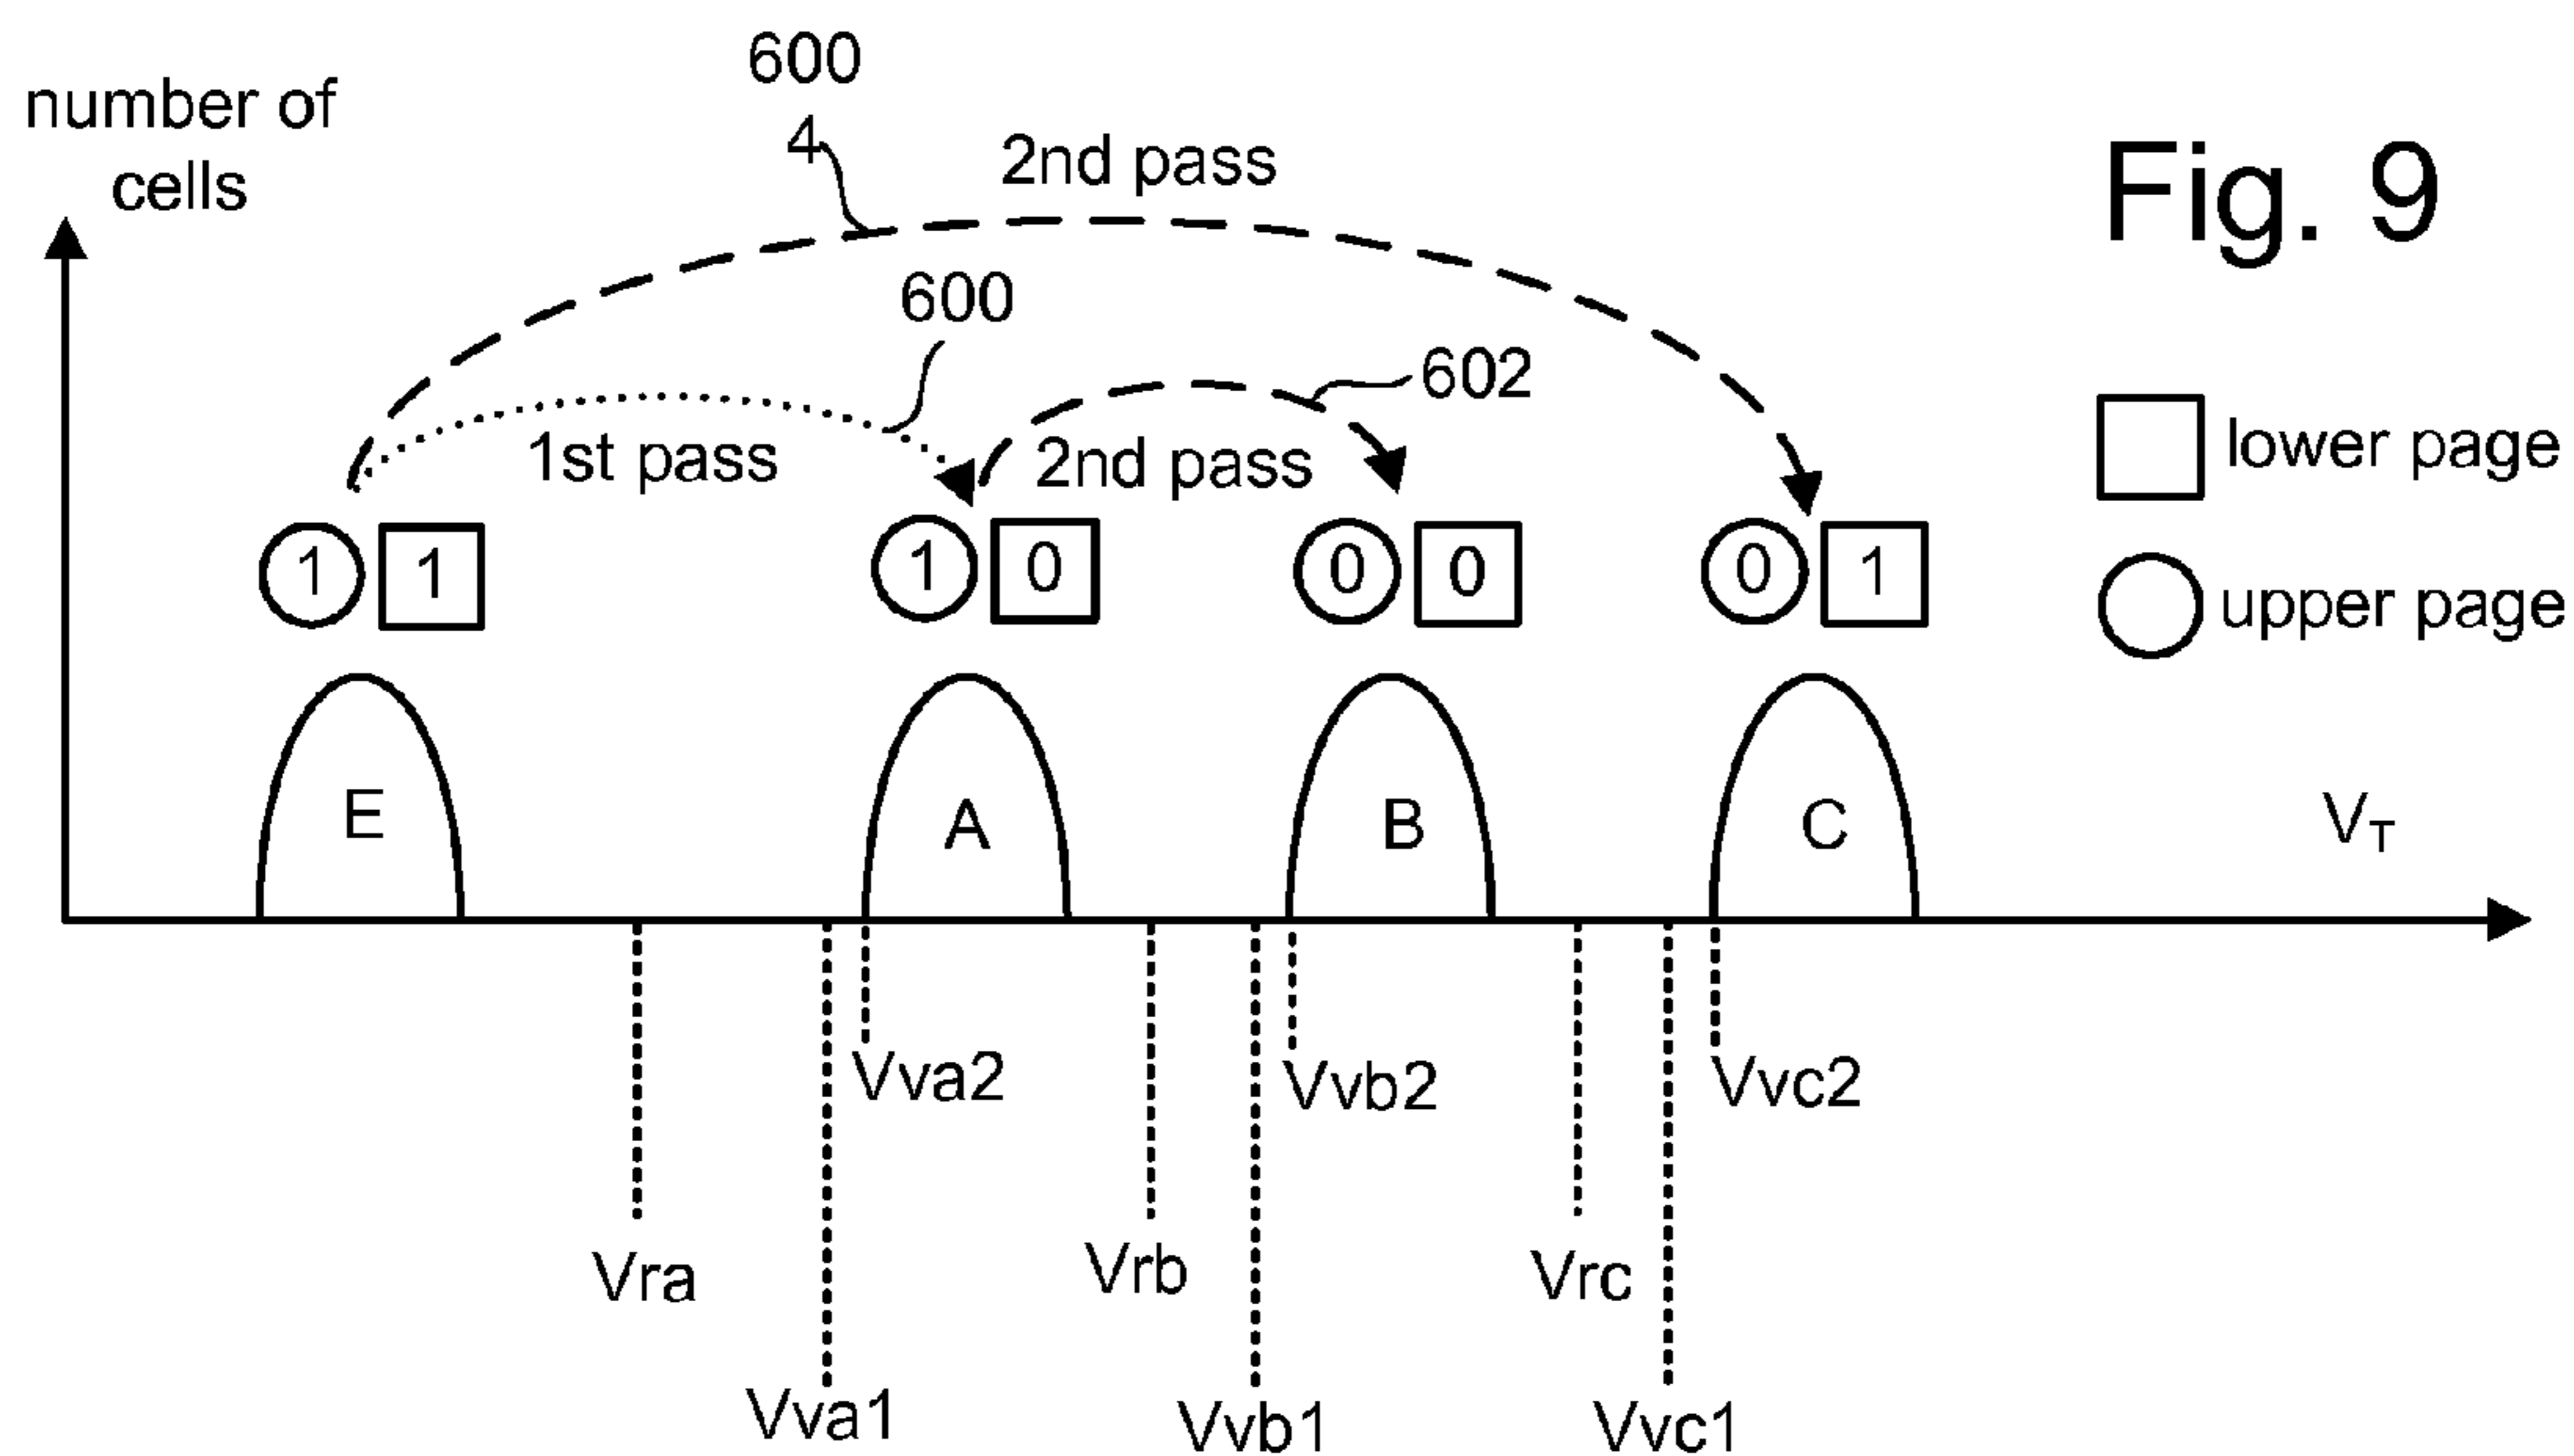 600
4
number of
cells
2nd pass
Fig. 9
600
602
1st pass
2nd pass
lower page
1 1
1 0
0 0
0 1
upper page
E
A
B
C
VT
Vva2
Vvb2
Vvc2
Vra
Vrb
Vrc
Vva1
Vvb1
Vvc1